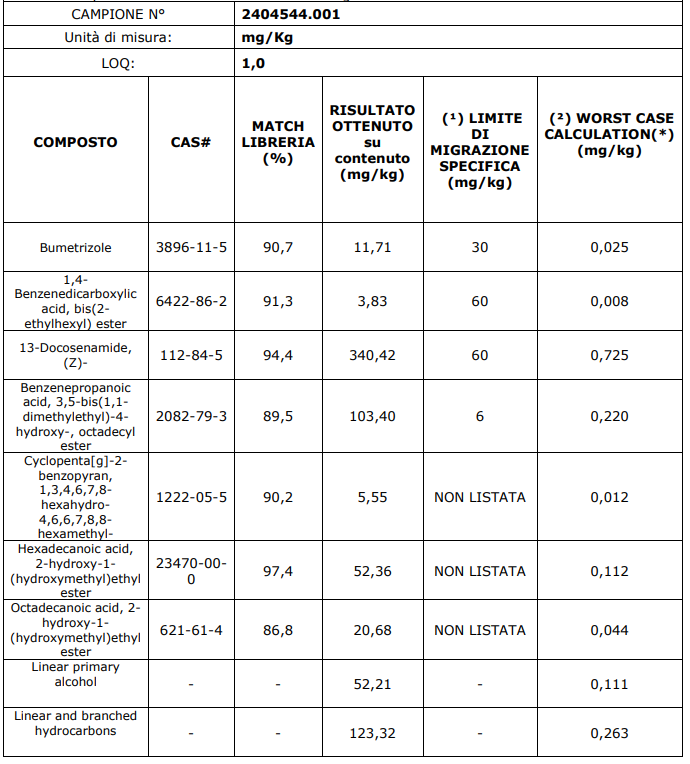 CAMPIONE N° 2404544.001
Unità di misura: mg/Kg
LOQ: 1,0
COMPOSTO
CAS#
MATCH
LIBRERIA
(%)
RISULTATO
OTTENUTO
su
contenuto
(mg/kg)
(¹) LIMITE
DI
MIGRAZIONE
SPECIFICA
(mg/kg)
(²) WORST CASE
CALCULATION(*)
(mg/kg)
Bumetrizole
3896-11-5
90,7
11,71
30
0,025
1,4-
Benzenedicarboxylic
acid, bis(2-
ethylhexyl) ester
6422-86-2
91,3
3,83
60
0,008
13-Docosenamide,
(Z)-
112-84-5
94,4
340,42
60
0,725
Benzenepropanoic
acid, 3,5-bis(1,1-
dimethylethyl)-4-
hydroxy-, octadecyl
ester
2082-79-3
89,5
103,40
6
0,220
Cyclopenta[g]-2-
benzopyran,
1,3,4,6,7,8-
hexahydro-
4,6,6,7,8,8-
hexamethyl-
1222-05-5
90,2
5,55
NON LISTATA
0,012
Hexadecanoic acid,
2-hydroxy-1-
(hydroxymethyl)ethyl
ester
23470-00-
0
97,4
52,36
NON LISTATA
0,112
Octadecanoic acid, 2-
hydroxy-1-
(hydroxymethyl)ethyl
ester
621-61-4
86,8
20,68
NON LISTATA
0,044
Linear primary
alcohol
-
-
52,21
-
0,111
Linear and branched
hydrocarbons
-
-
123,32
-
0,263